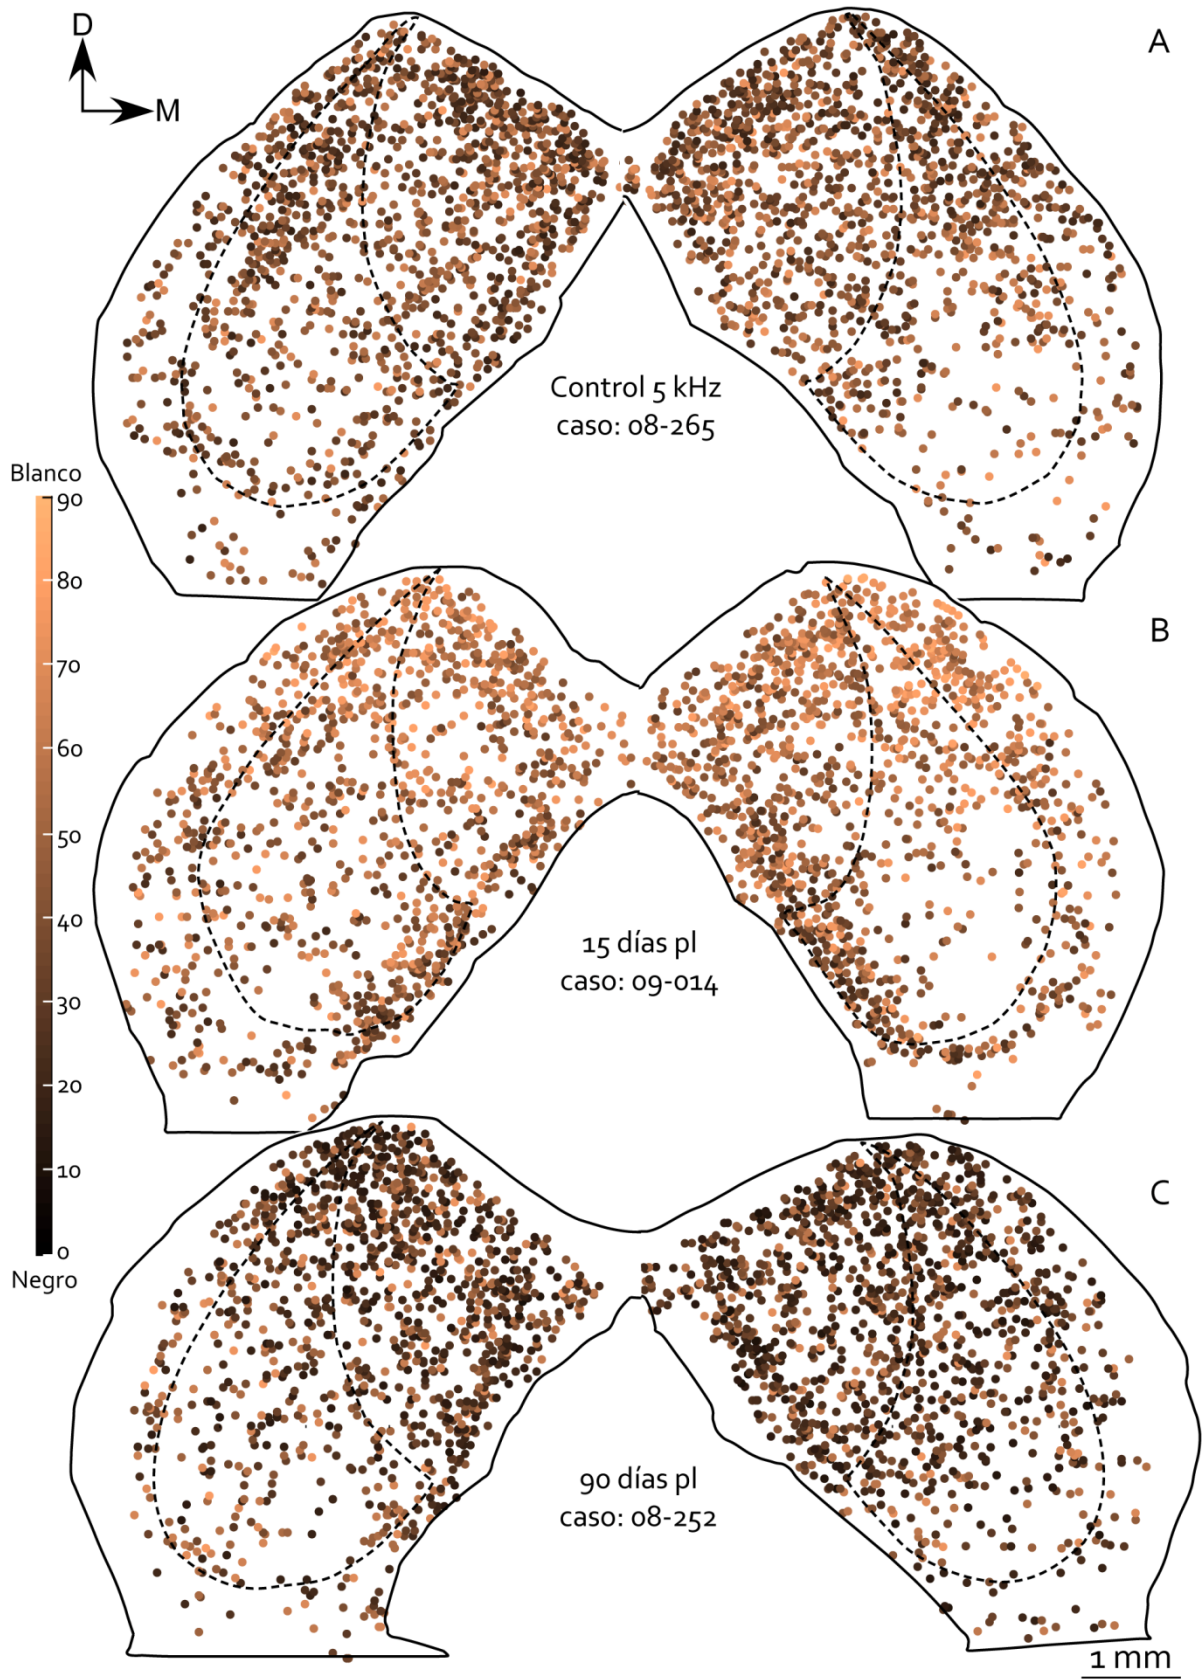 D
M
A
Control 5 kHz
caso: 08-265
Blanco
90
80
70
60
50
40
30
20
10
0
Negro
B
15 días pl
caso: 09-014
C
90 días pl
caso: 08-252
1 mm